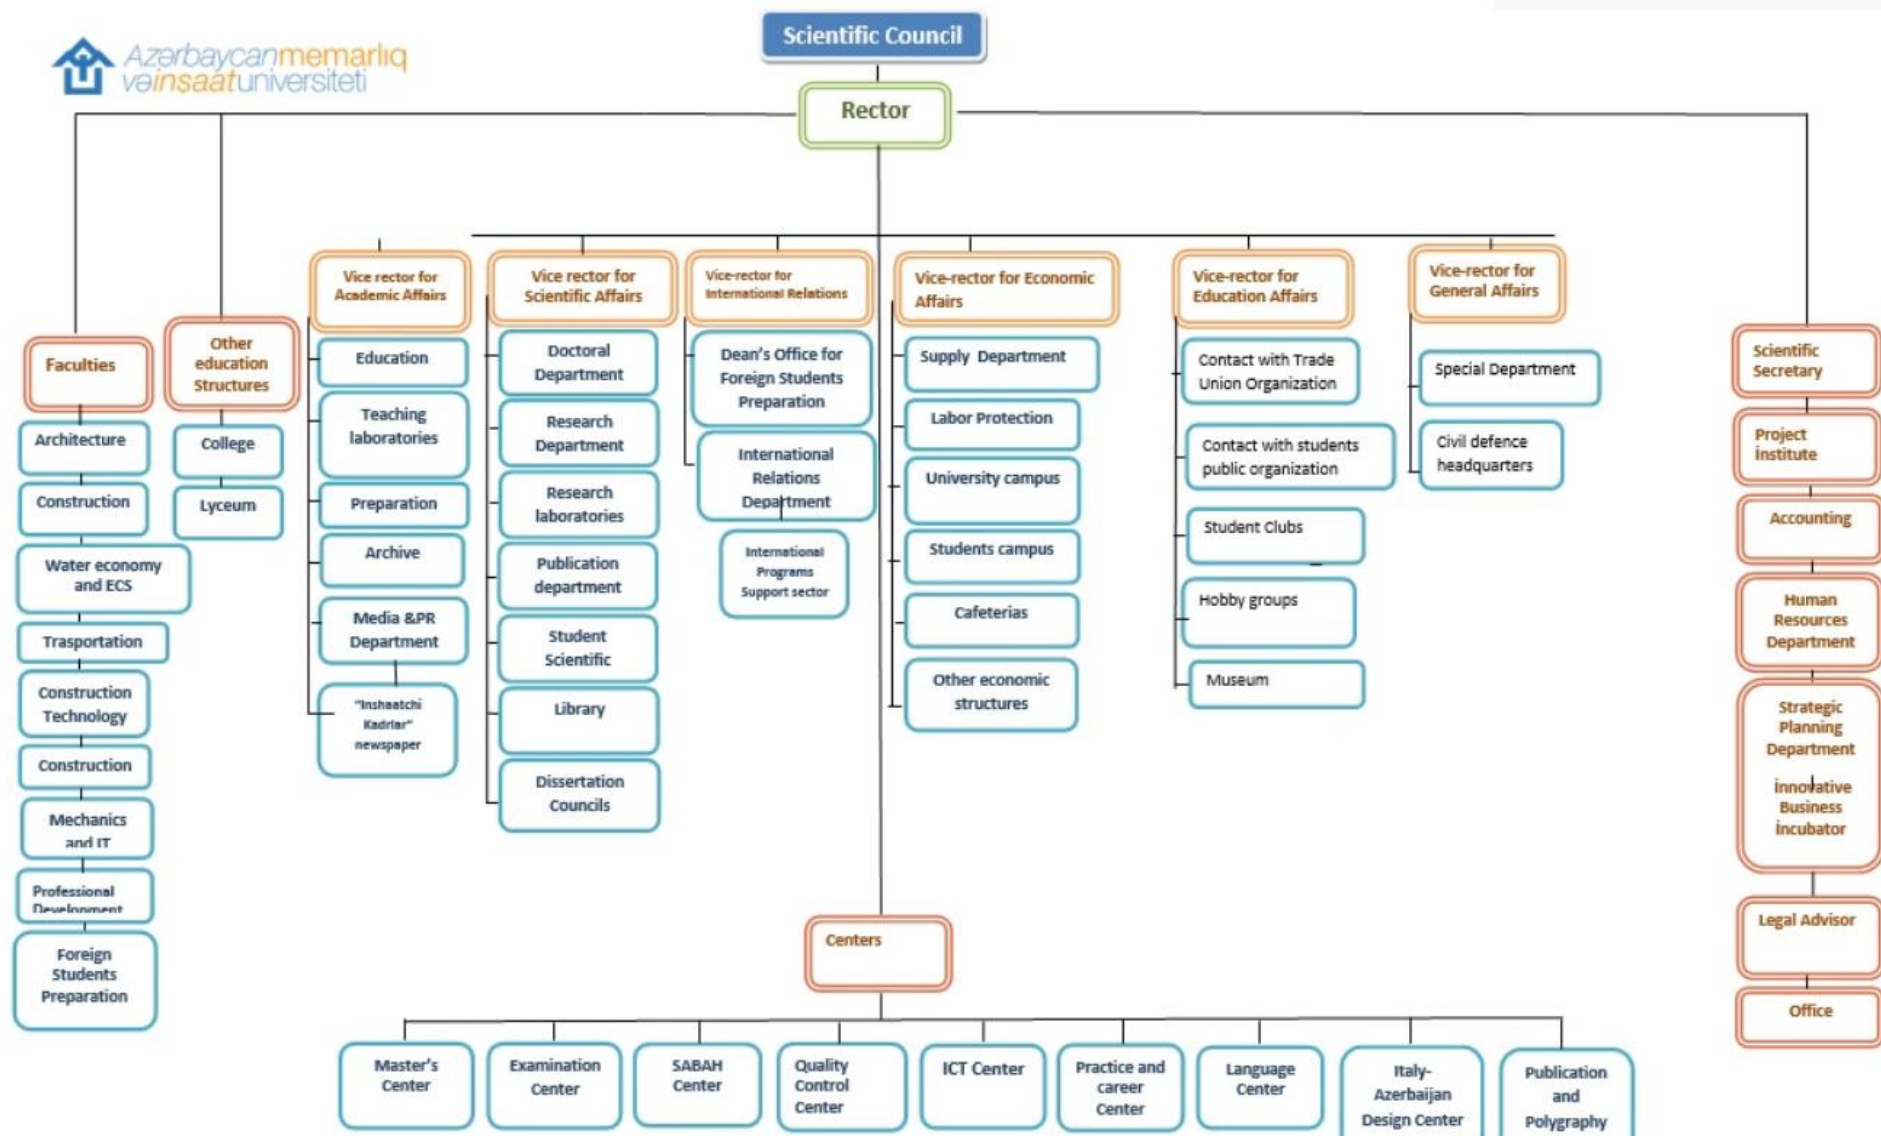 Scientific Council
Azərbaycanmemarlıq
vəinşaatuniversiteti
Rector
Faculties
Architecture
Construction
Water economy
and ECS
Trasportation
Construction
Technology
Construction
Mechanics
and IT
Professional
Development
Foreign
Students
Preparation
Other
education
Structures
College
Lyceum
Vice rector for
Academic Affairs
Education
Teaching
laboratories
Preparation
Archive
Media &PR
Department
"Inshaatchi
Kadrlar"
newspaper
Vice rector for
Scientific Affairs
Doctoral
Department
Research
Department
Research
laboratories
Publication
department
Student
Scientific
Library
Dissertation
Councils
Vice-rector for
International Relations
Dean's Office for
Foreign Students
Preparation
International
Relations
Department
International
Programs
Support sector
Vice-rector for Economic
Affairs
Supply Department
Labor Protection
University campus
Students campus
Cafeterias
Other economic
structures
Vice-rector for
Education Affairs
Contact with Trade
Union Organization
Contact with students
public organization
Student Clubs
Hobby groups
Museum
Vice-rector for
General Affairs
Special Department
Civil defence
headquarters
Scientific
Secretary
Project
İnstitute
Accounting
Human
Resources
Department
Strategic
Planning
Department
İnnovative
Business
İncubator
Legal Advisor
Office
Centers
Master's
Center
Examination
Center
SABAH
Center
Quality
Control
Center
ICT Center
Practice and
career
Center
Language
Center
Italy-
Azerbaijan
Design Center
Publication
and
Polygraphy